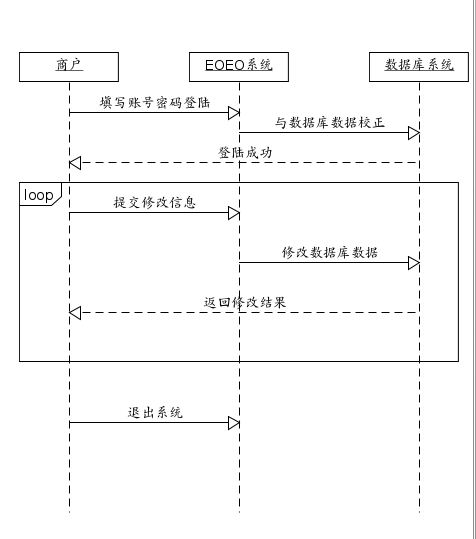 商户
EOEO系统
数据库系统
填写账号密码登陆
与数据库数据校正
登陆成功
loop
提交修改信息
修改数据库数据
返回修改结果
退出系统